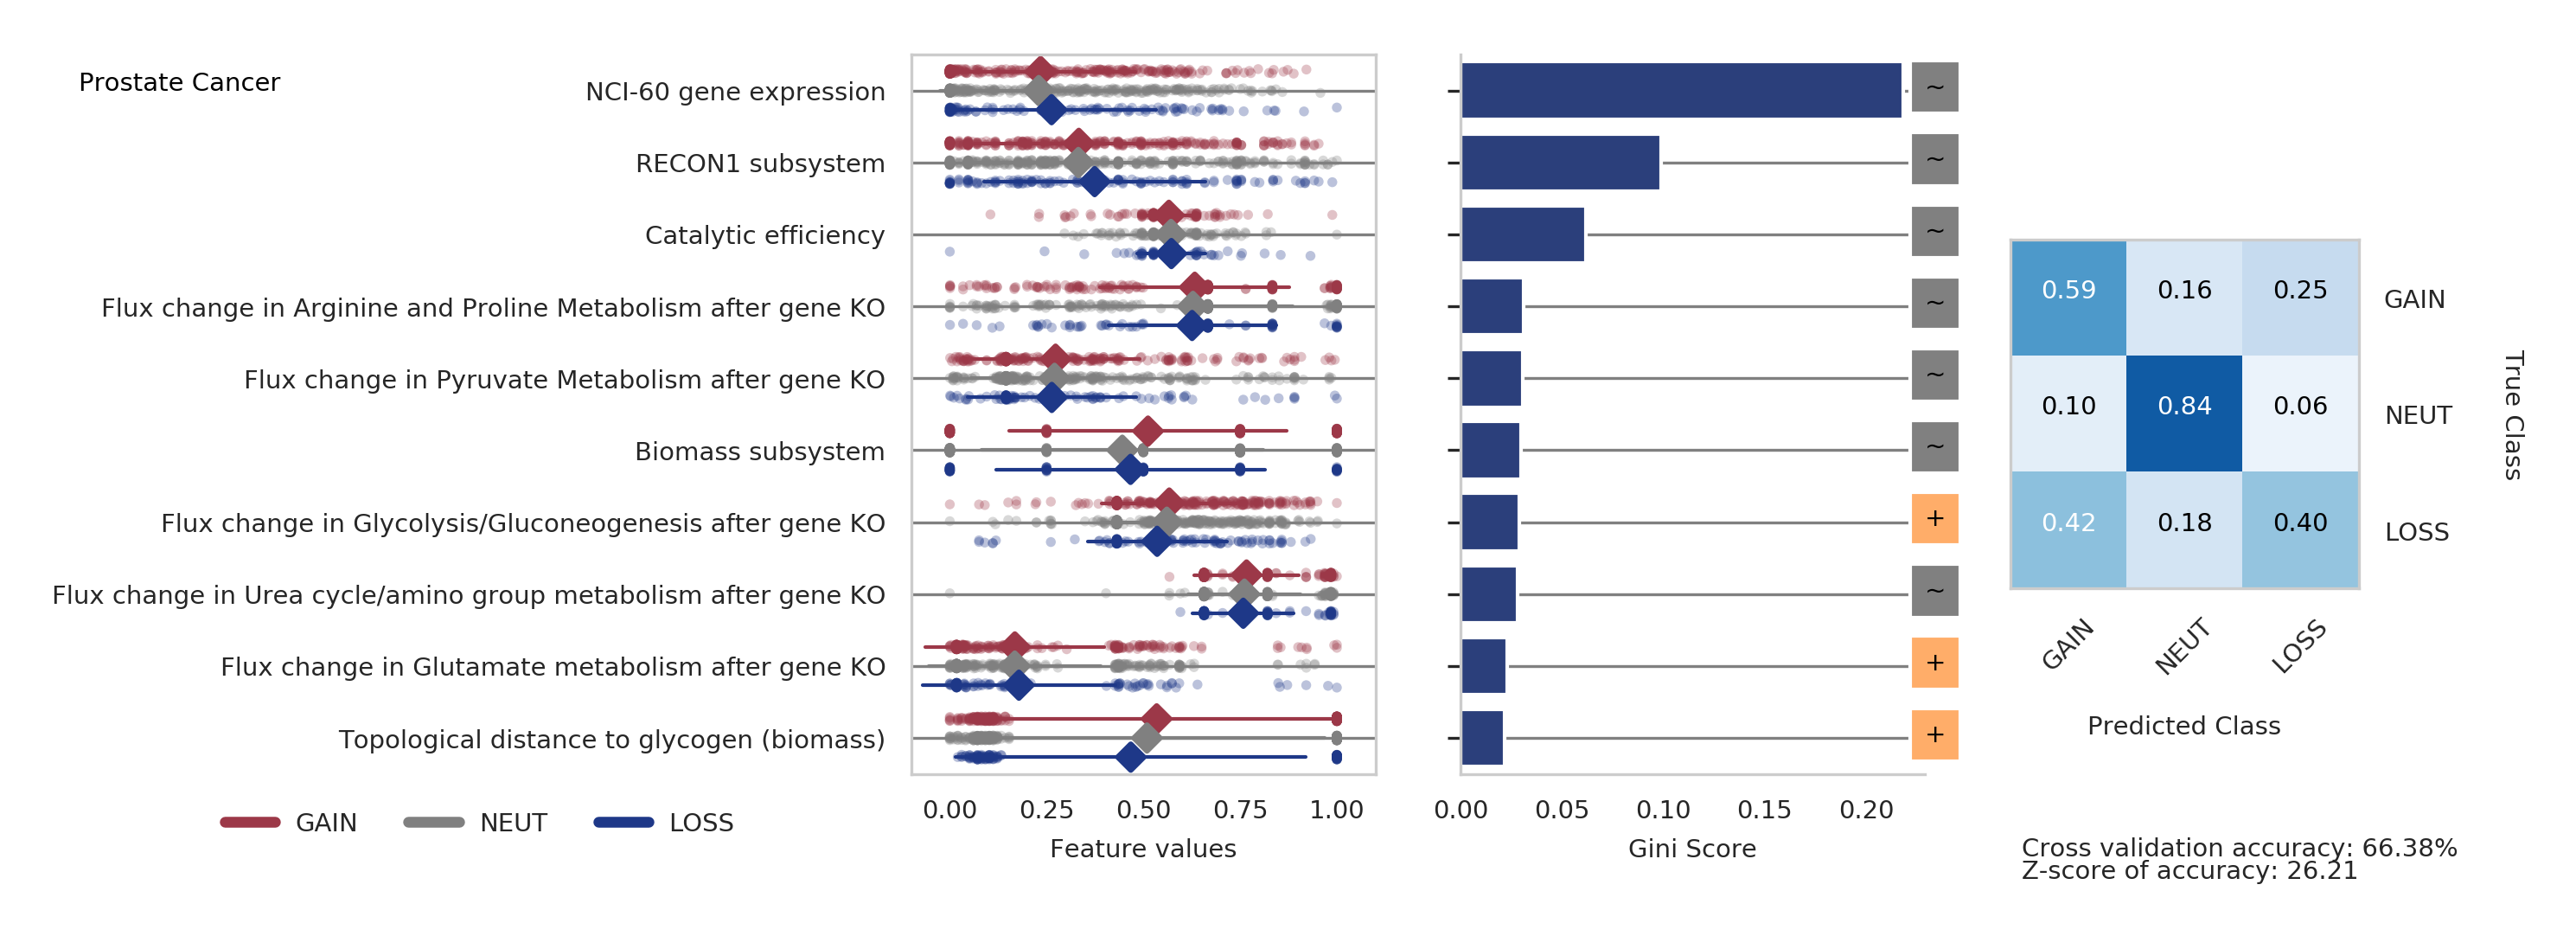 Prostate Cancer
NCI-60 gene expression
RECON1 subsystem
Catalytic efficiency
Flux change in Arginine and Proline Metabolism after gene KO
Flux change in Pyruvate Metabolism after gene KO
Biomass subsystem
Flux change in Glycolysis/Gluconeogenesis after gene KO
Flux change in Urea cycle/amino group metabolism after gene KO
Flux change in Glutamate metabolism after gene KO
Topological distance to glycogen (biomass)
GAIN NEUT LOSS
0.00 0.25 0.50 0.75 1.00
Feature values
~
~
~
~
~
~
+
~
+
+
0.00 0.05 0.10 0.15 0.20
Gini Score
0.59 0.16 0.25 GAIN
0.10 0.84 0.06 NEUT
0.42 0.18 0.40 LOSS
True Class
GAIN NEUT LOSS
Predicted Class
Cross validation accuracy: 66.38%
Z-score of accuracy: 26.21